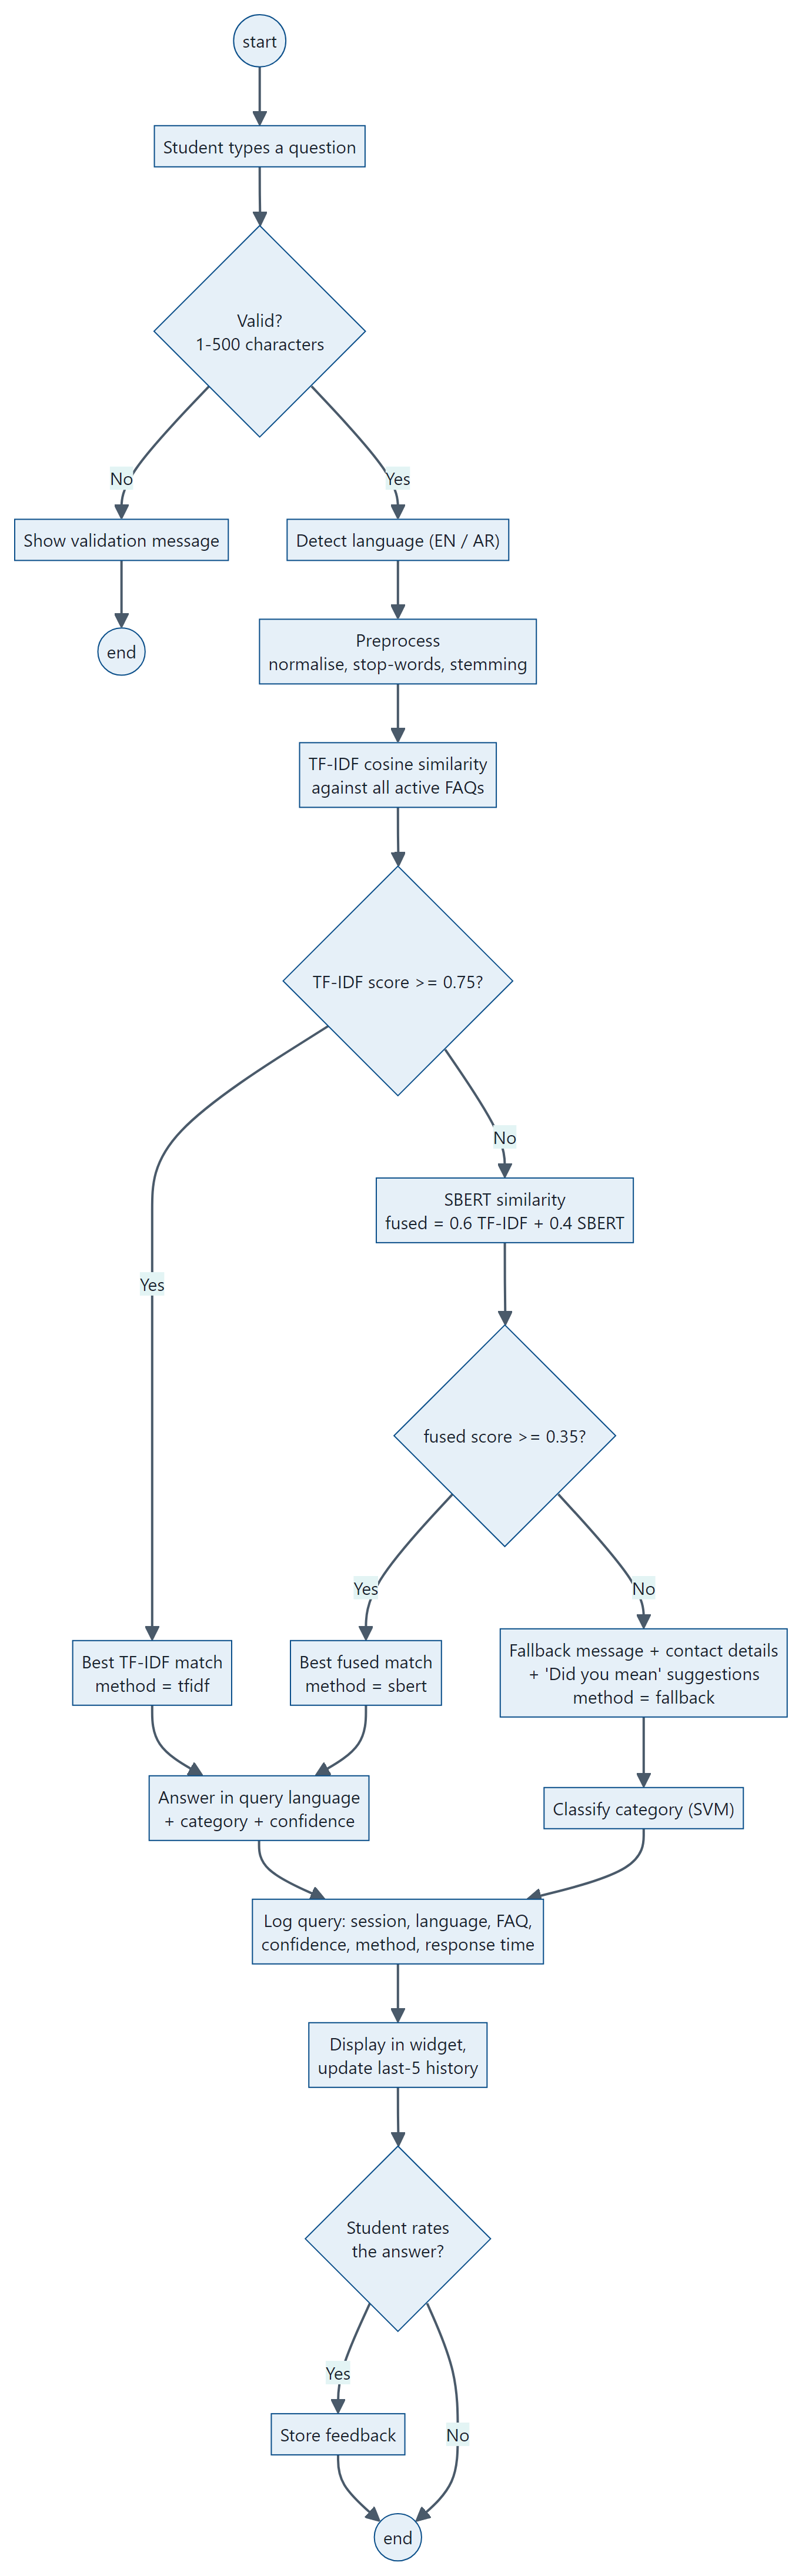 start
Student types a question
Valid?
1-500 characters
No
Yes
Show validation message
Detect language (EN / AR)
end
Preprocess
normalise, stop-words, stemming
TF-IDF cosine similarity
against all active FAQs
TF-IDF score >= 0.75?
No
SBERT similarity
fused = 0.6 TF-IDF + 0.4 SBERT
Yes
fused score >= 0.35?
Yes
No
Best TF-IDF match
method = tfidf
Best fused match
method = sbert
Fallback message + contact details
+ 'Did you mean' suggestions
method = fallback
Answer in query language
+ category + confidence
Classify category (SVM)
Log query: session, language, FAQ,
confidence, method, response time
Display in widget,
update last-5 history
Student rates
the answer?
Yes
Store feedback
No
end